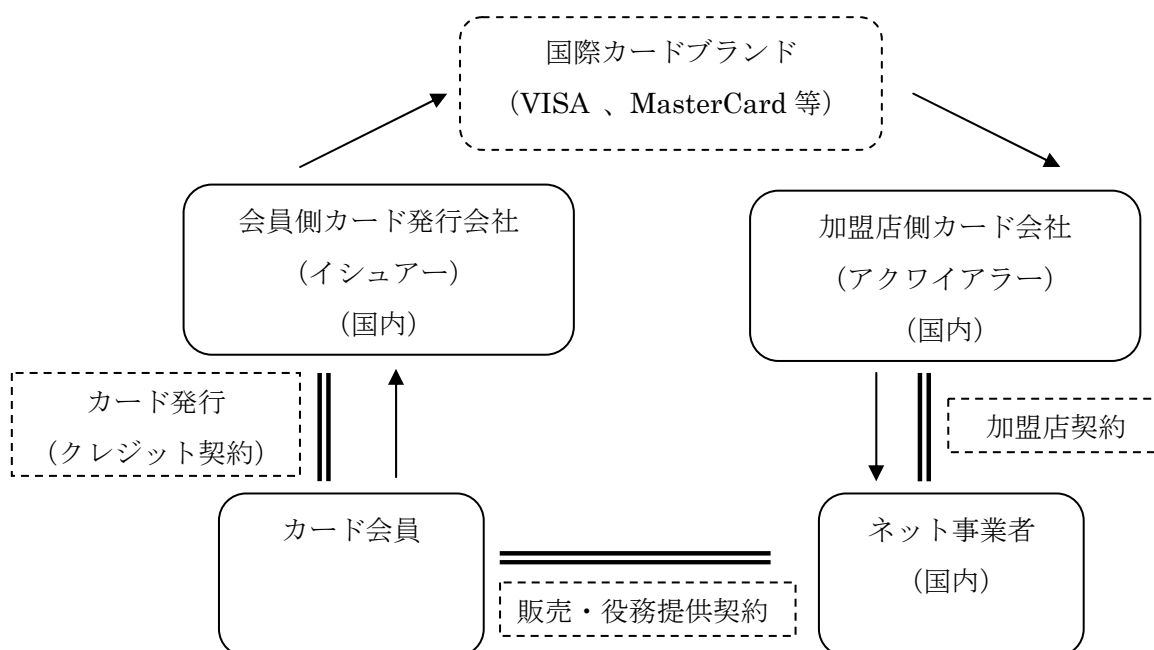 国際カードブランド
（VISA 、MasterCard 等）
会員側カード発行会社
（イシュアー）
（国内）
加盟店側カード会社
（アクワイアラー）
（国内）
カード発行
（クレジット契約）
加盟店契約
カード会員
ネット事業者
（国内）
販売・役務提供契約